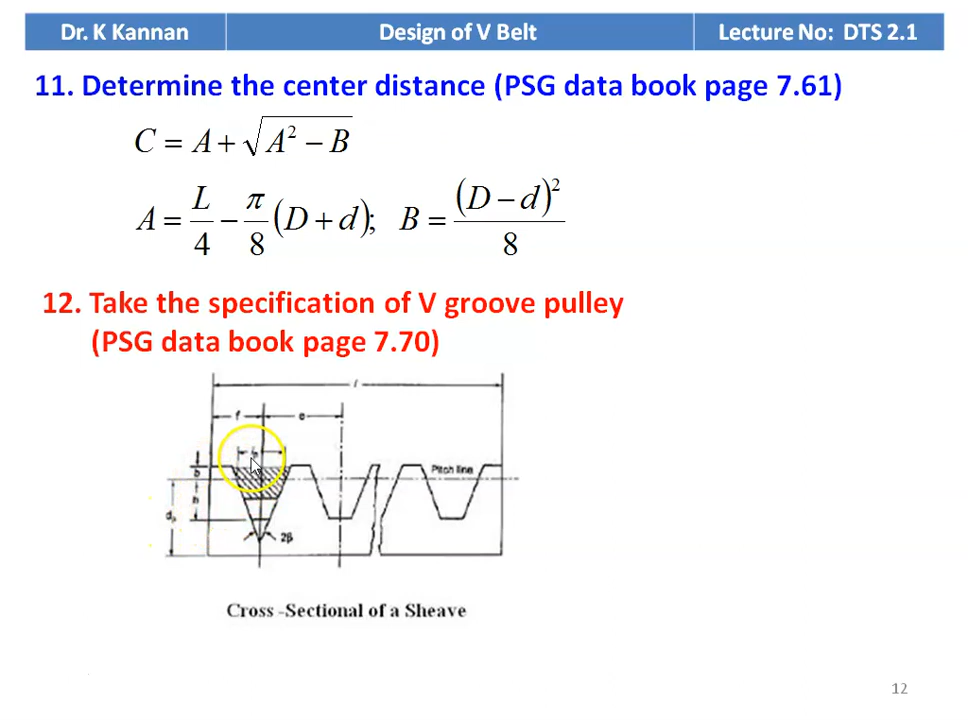 Dr. K Kannan
Design of V Belt
Lecture No: DTS 2.1
11. Determine the center distance (PSG data book page 7.61)
C = A + √(A² − B)
A = L/4 − π/8 (D + d); B = (D − d)²/8
12. Take the specification of V groove pulley
(PSG data book page 7.70)
l
f e
b Pitch line
h
2β
Cross -Sectional of a Sheave
12